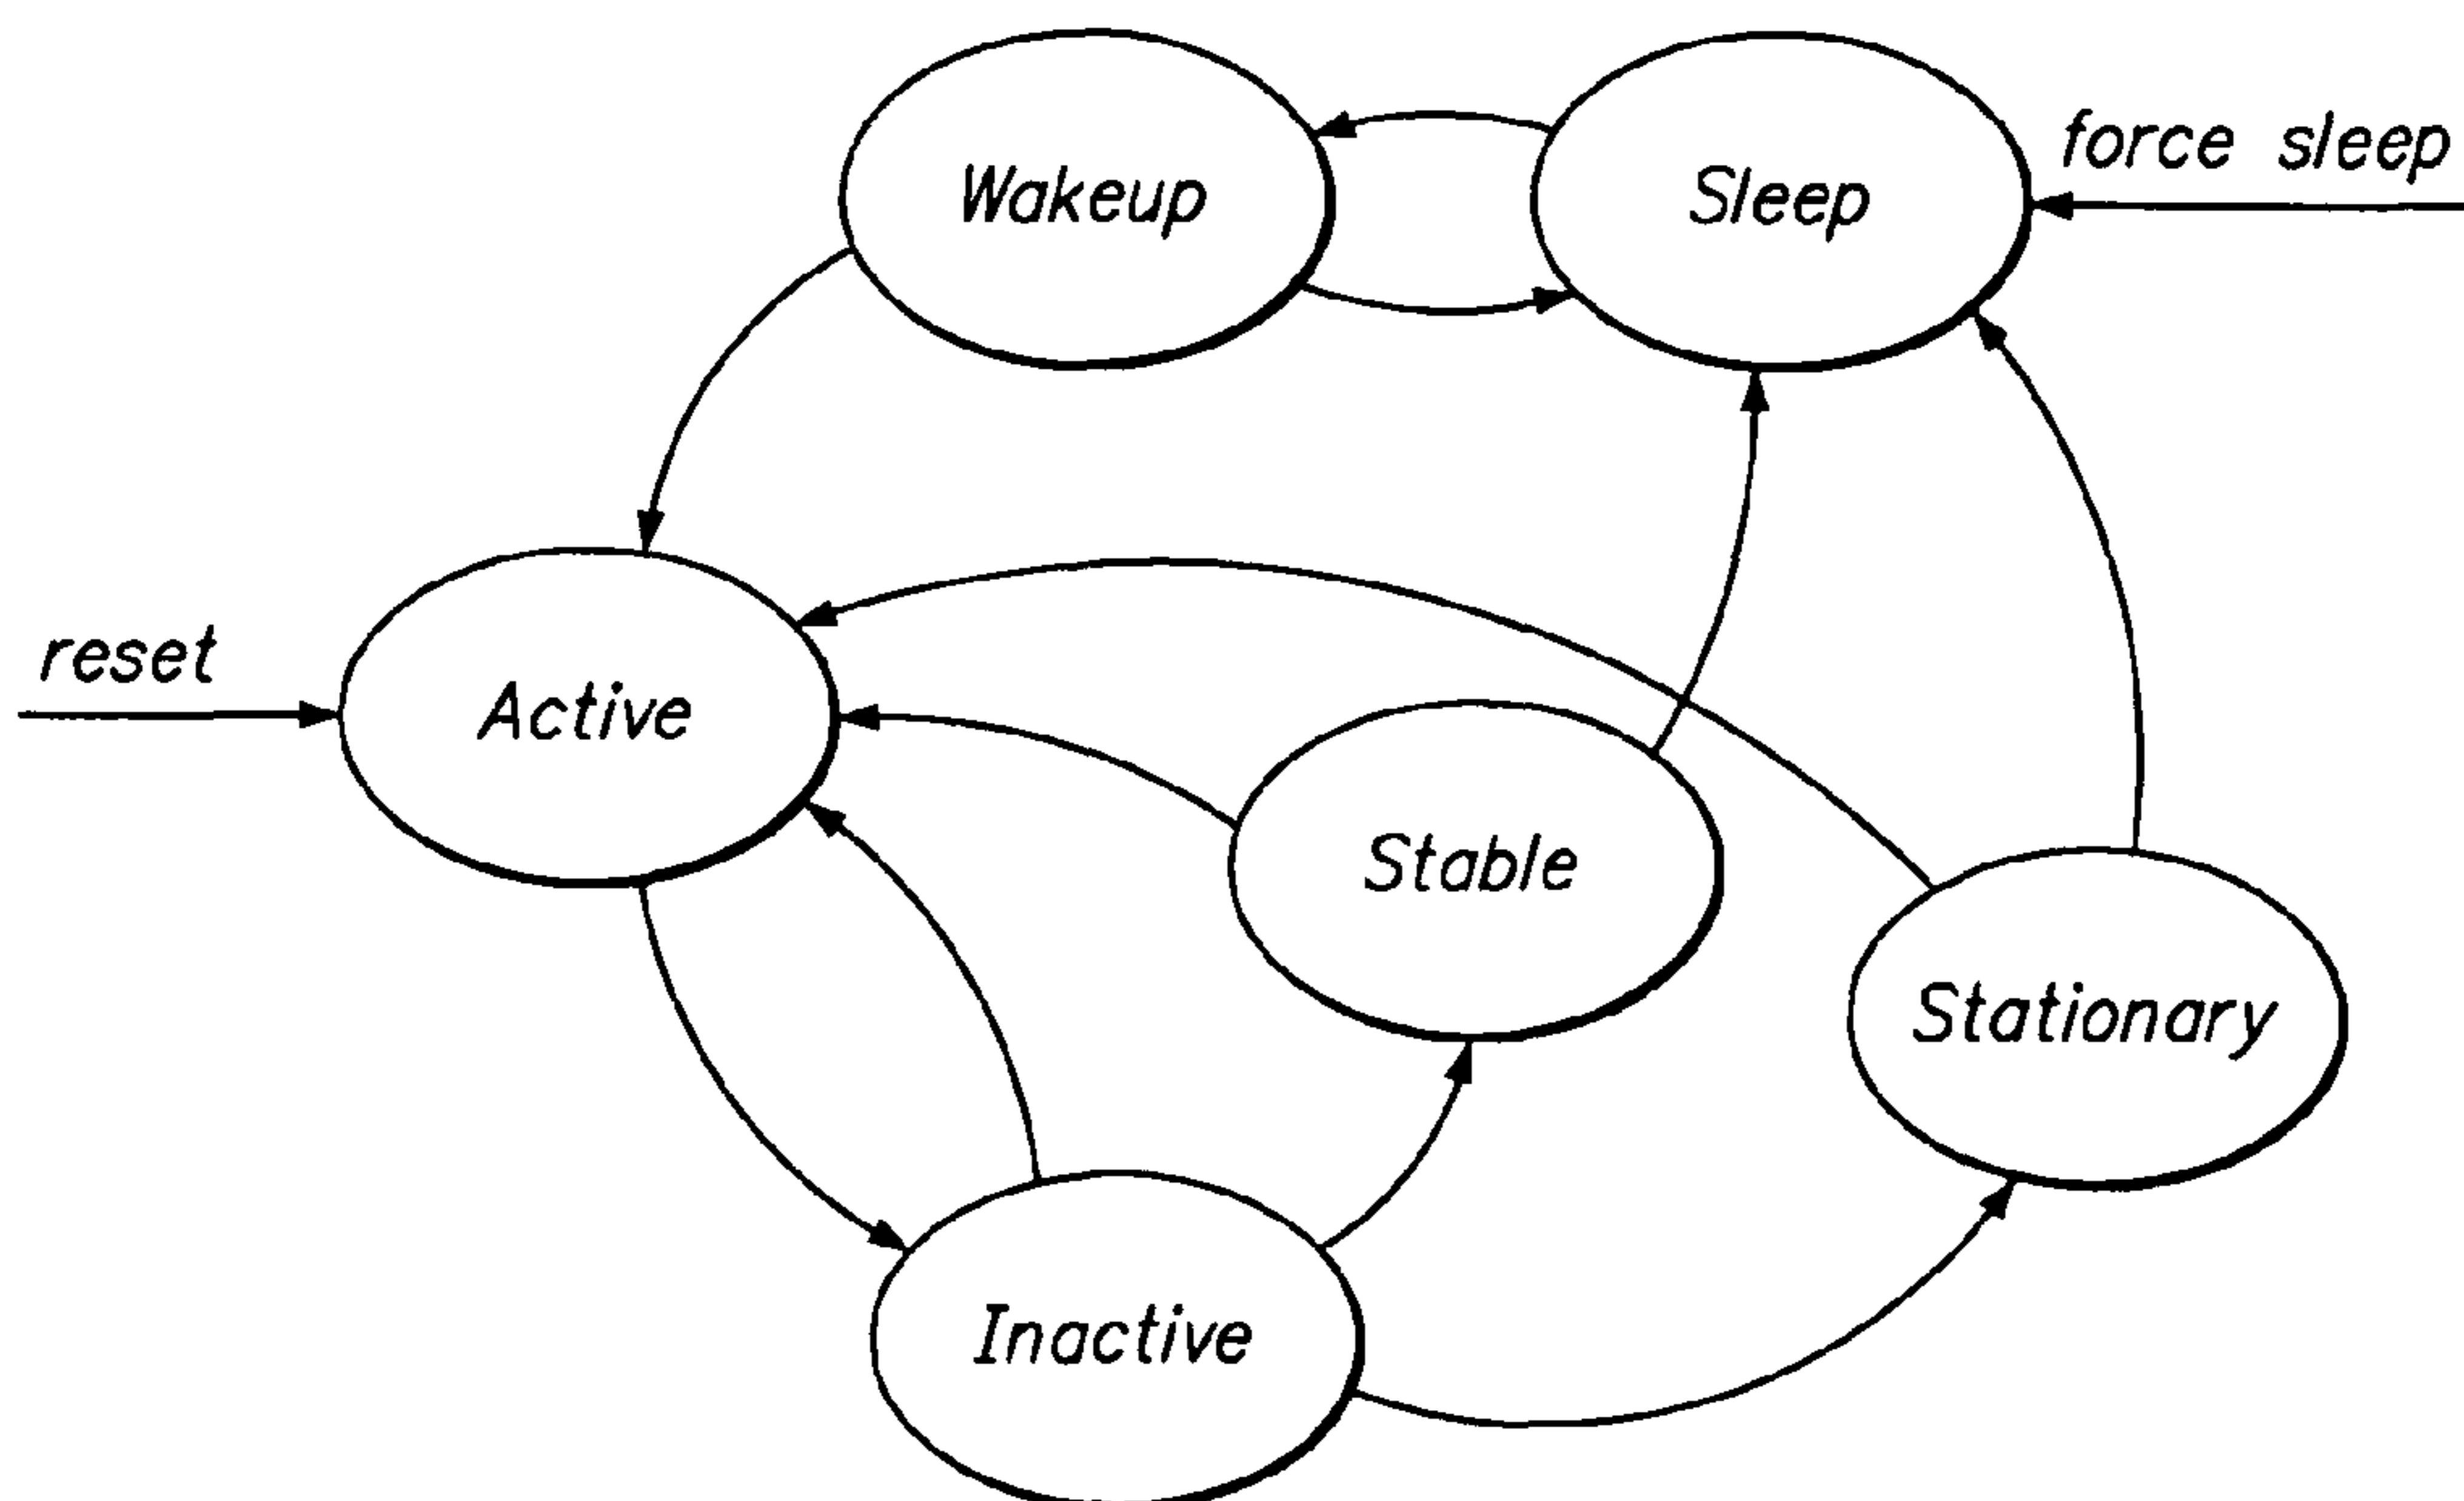 Wakeup
Sleep
force sleep
reset
Active
Stable
Stationary
Inactive